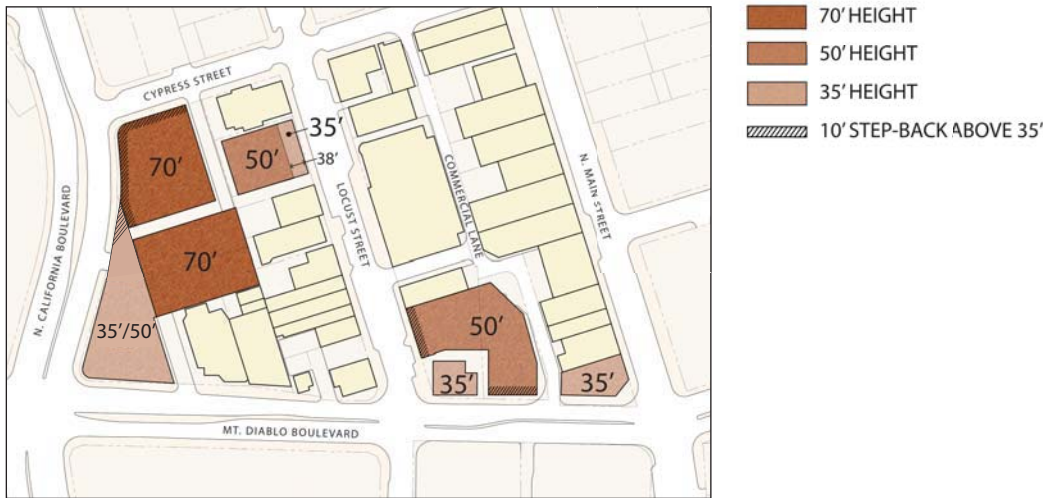 70' HEIGHT
50' HEIGHT
35' HEIGHT
10' STEP-BACK ABOVE 35'
CYPRESS STREET
70'
50'
35'
38'
70'
35'/50'
N. CALIFORNIA BOULEVARD
LOCUST STREET
COMMERCIAL LANE
N. MAIN STREET
50'
35'
35'
MT. DIABLO BOULEVARD